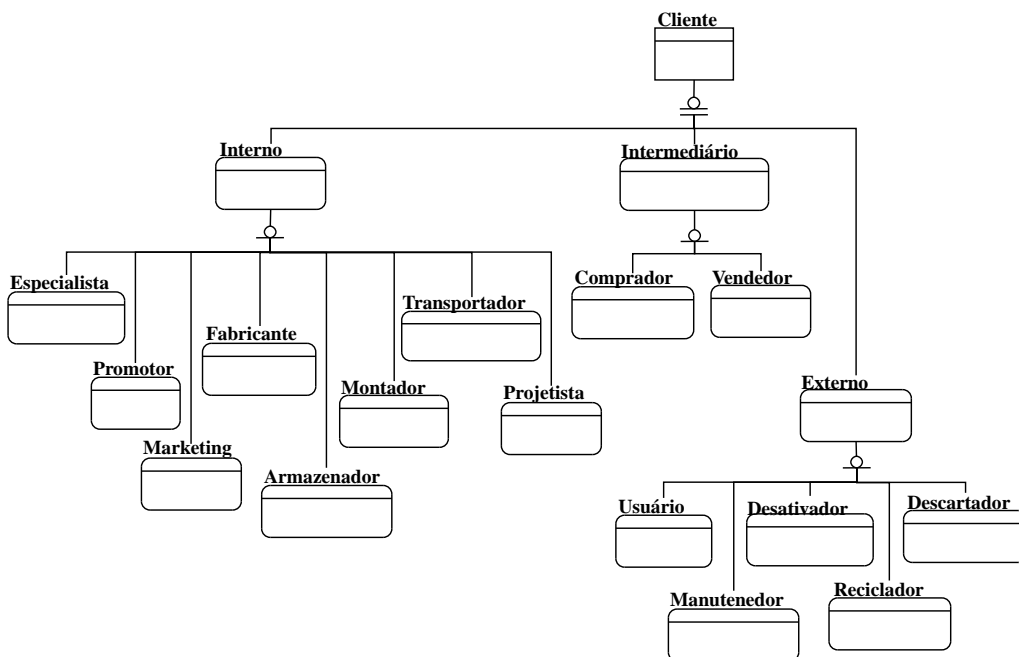 Cliente
Interno
Intermediário
Especialista
Comprador
Vendedor
Transportador
Fabricante
Promotor
Montador
Projetista
Externo
Marketing
Armazenador
Usuário
Desativador
Descartador
Manutenedor
Reciclador